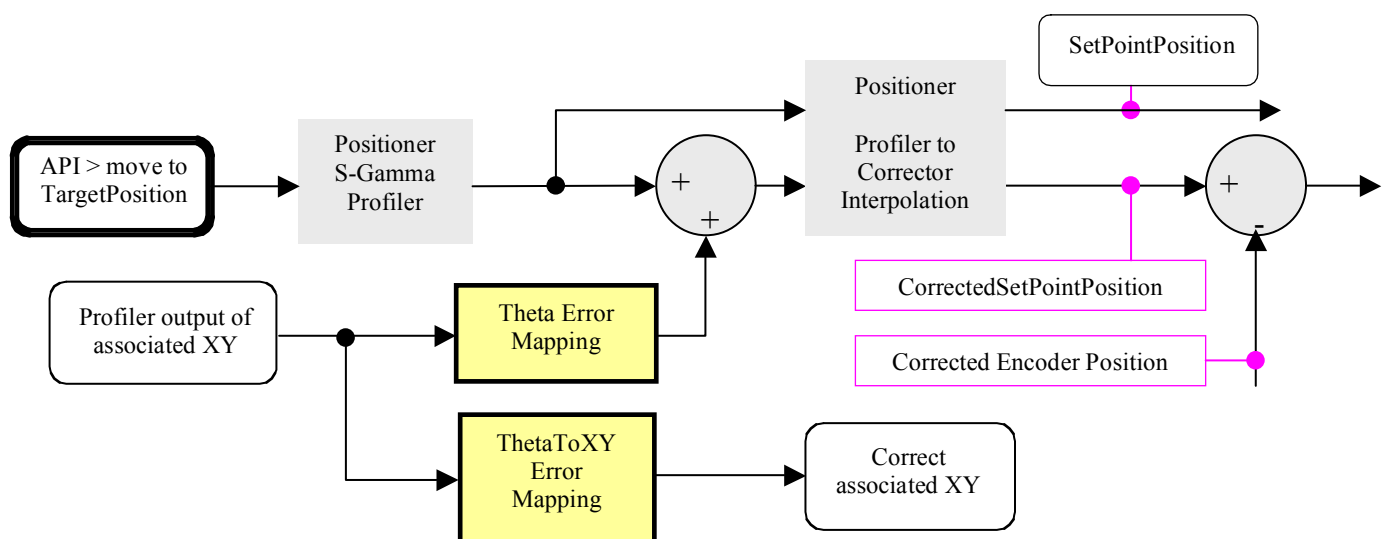 SetPointPosition
Positioner
Profiler to
Corrector
Interpolation
API > move to
TargetPosition
Positioner
S-Gamma
Profiler
+
+
+
-
CorrectedSetPointPosition
Profiler output of
associated XY
Theta Error
Mapping
Corrected Encoder Position
ThetaToXY
Error
Mapping
Correct
associated XY